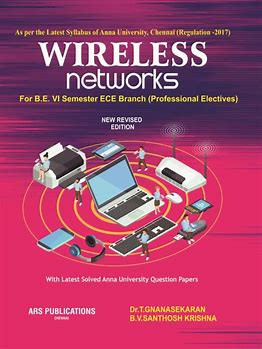 As per the Latest Syllabus of Anna University, Chennai (Regulation -2017)
WIRELESS
networks
For B.E. VI Semester ECE Branch (Professional Electives)
NEW REVISED
EDITION
With Latest Solved Anna University Question Papers
ARS PUBLICATIONS
CHENNAI
Dr.T.GNANASEKARAN
B.V.SANTHOSH KRISHNA